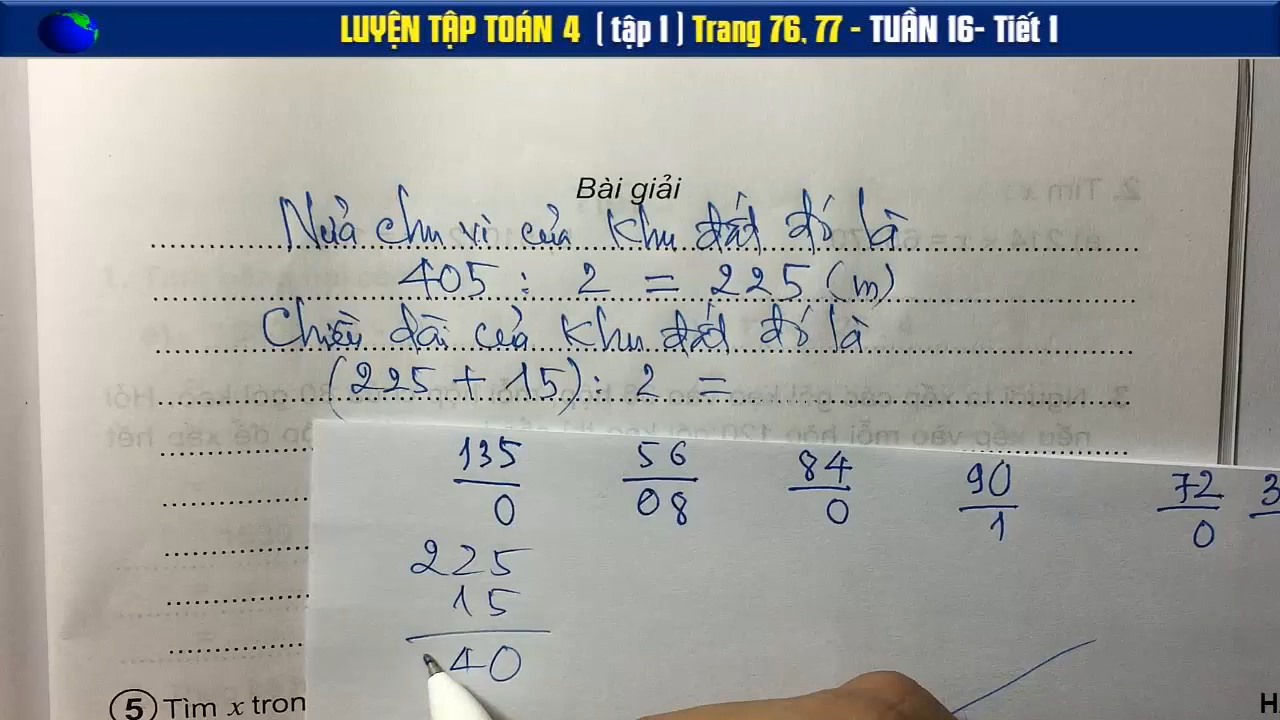 LUYỆN TẬP TOÁN 4 ( tập 1 ) Trang 76, 77 - TUẦN 16- Tiết 1
Bài giải
Nửa chu vi của khu đất đó là
405 : 2 = 225 (m)
Chiều dài của khu đất đó là
(225 + 15) : 2 =
135 56 84 90 72 3
0 08 0 1 0
225
15
40
5 Tìm x tron
H